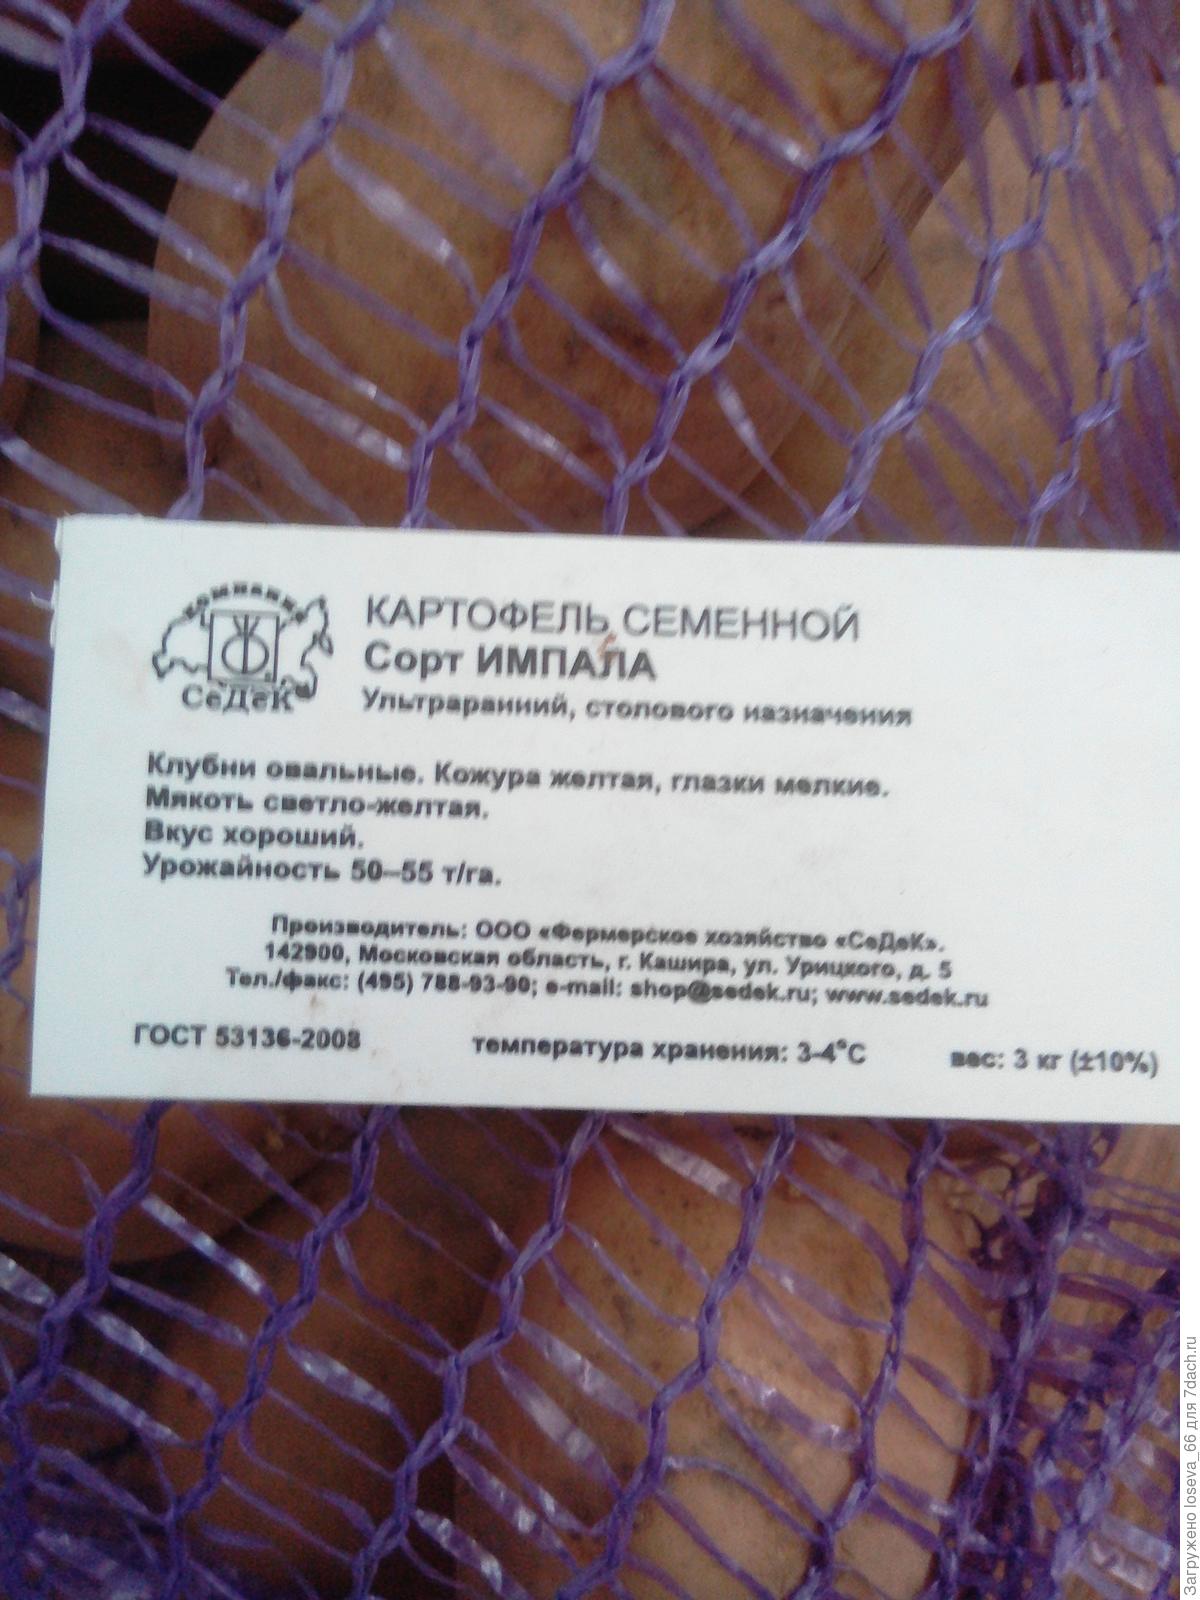 компания
СеДеК
КАРТОФЕЛЬ СЕМЕННОЙ
Сорт ИМПАЛА
Ультраранний, столового назначения
Клубни овальные. Кожура желтая, глазки мелкие.
Мякоть светло-желтая.
Вкус хороший.
Урожайность 50–55 т/га.
Производитель: ООО «Фермерское хозяйство «СеДеК».
142900, Московская область, г. Кашира, ул. Урицкого, д. 5
Тел./факс: (495) 788-93-90; e-mail: shop@sedek.ru; www.sedek.ru
ГОСТ 53136-2008 температура хранения: 3-4°С вес: 3 кг (±10%)
Загружено loseva_66 для 7dach.ru